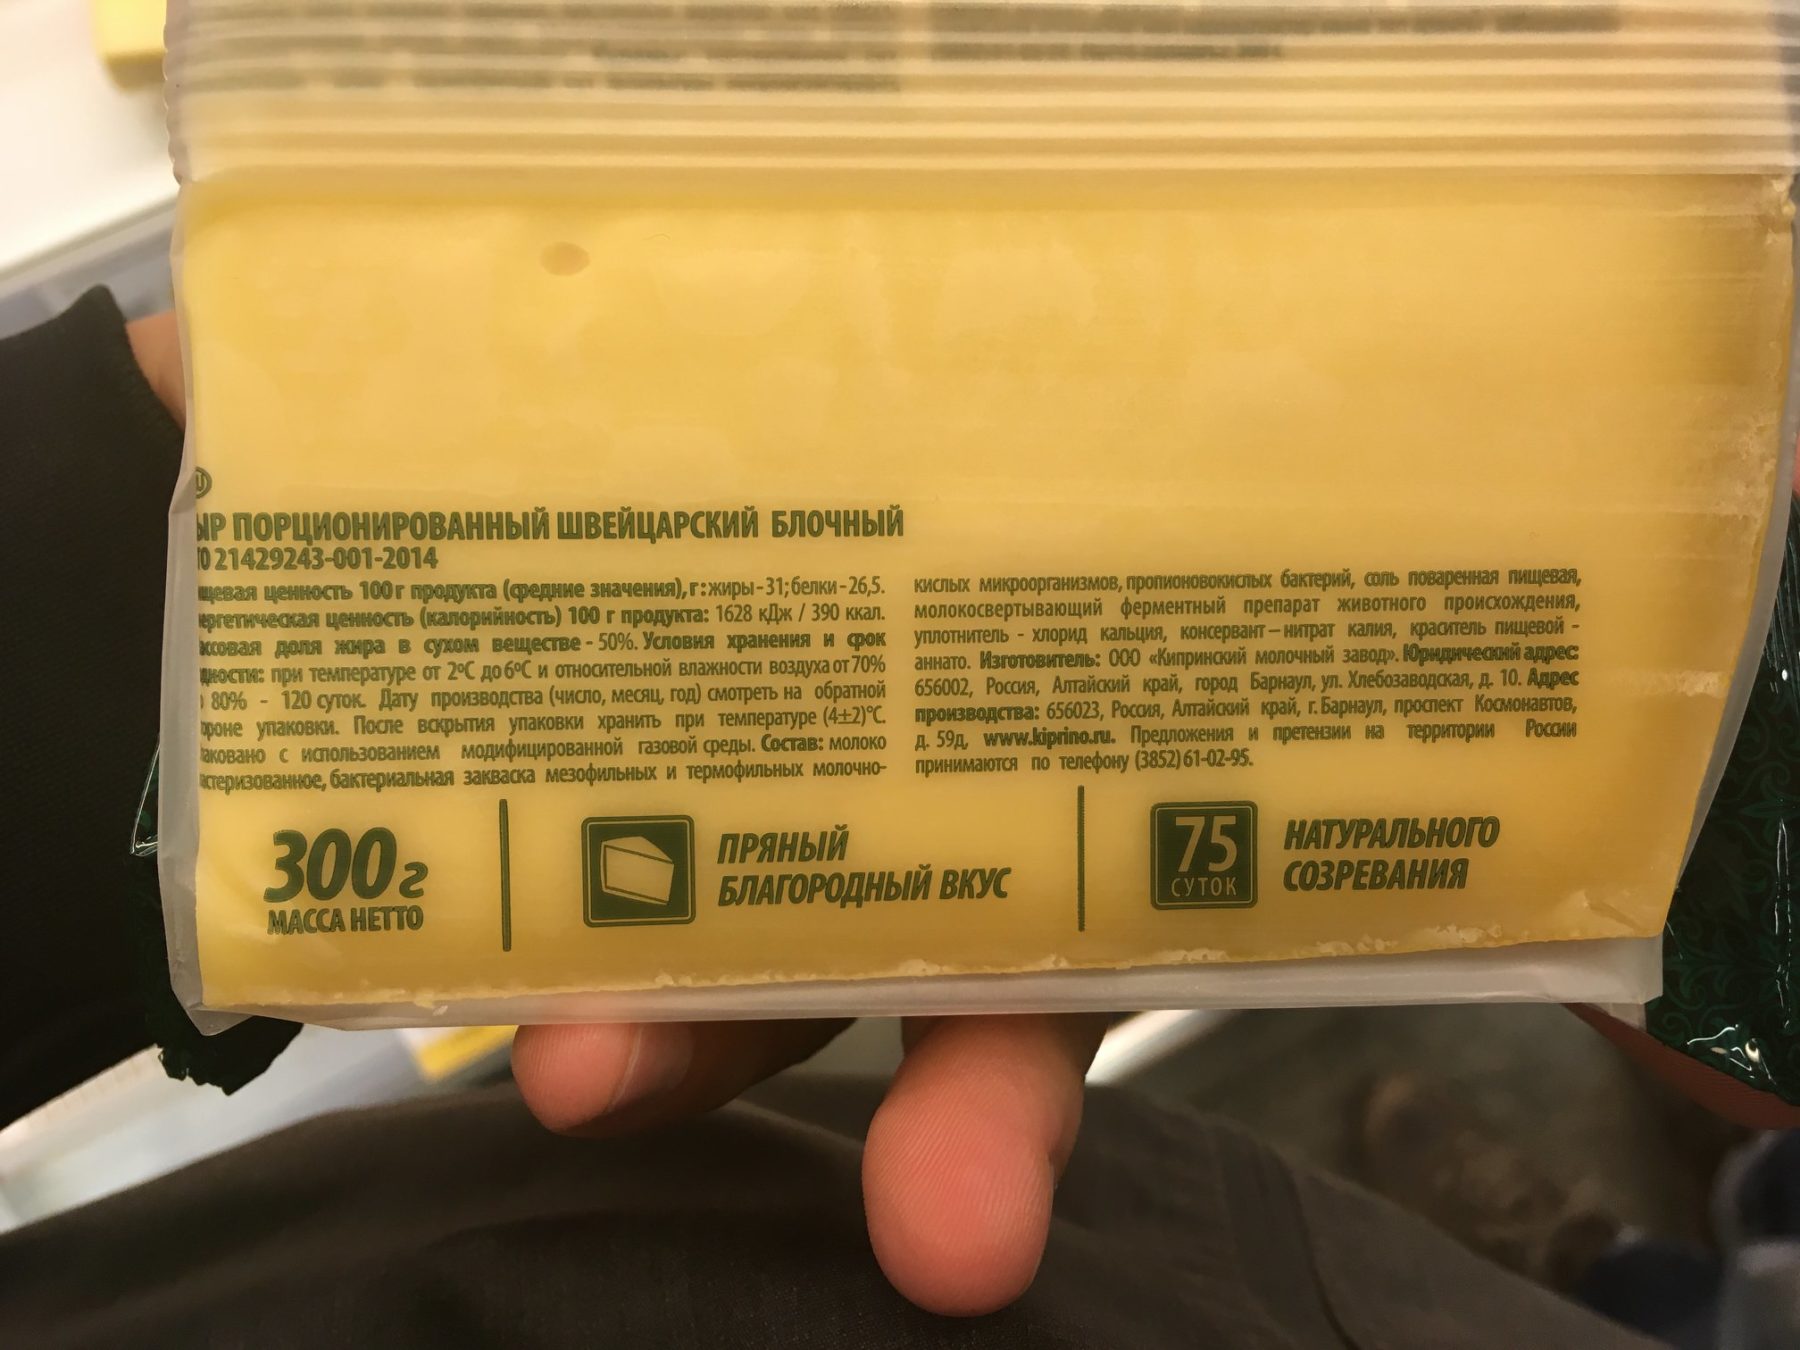 ЫР ПОРЦИОНИРОВАННЫЙ ШВЕЙЦАРСКИЙ БЛОЧНЫЙ
ТО 21429243-001-2014
щевая ценность 100 г продукта (средние значения), г: жиры - 31; белки - 26,5.
ергетическая ценность (калорийность) 100 г продукта: 1628 кДж / 390 ккал.
ссовая доля жира в сухом веществе - 50%. Условия хранения и срок
дности: при температуре от 2°С до 6°С и относительной влажности воздуха от 70%
80% - 120 суток. Дату производства (число, месяц, год) смотреть на обратной
роне упаковки. После вскрытия упаковки хранить при температуре (4±2)°С.
аковано с использованием модифицированной газовой среды. Состав: молоко
стеризованное, бактериальная закваска мезофильных и термофильных молочно-
кислых микроорганизмов, пропионовокислых бактерий, соль поваренная пищевая,
молокосвертывающий ферментный препарат животного происхождения,
уплотнитель - хлорид кальция, консервант – нитрат калия, краситель пищевой -
аннато. Изготовитель: ООО «Кипринский молочный завод». Юридический адрес:
656002, Россия, Алтайский край, город Барнаул, ул. Хлебозаводская, д. 10. Адрес
производства: 656023, Россия, Алтайский край, г. Барнаул, проспект Космонавтов,
д. 59д, www.kiprino.ru. Предложения и претензии на территории России
принимаются по телефону (3852) 61-02-95.
300 г
МАССА НЕТТО
ПРЯНЫЙ
БЛАГОРОДНЫЙ ВКУС
75
СУТОК
НАТУРАЛЬНОГО
СОЗРЕВАНИЯ